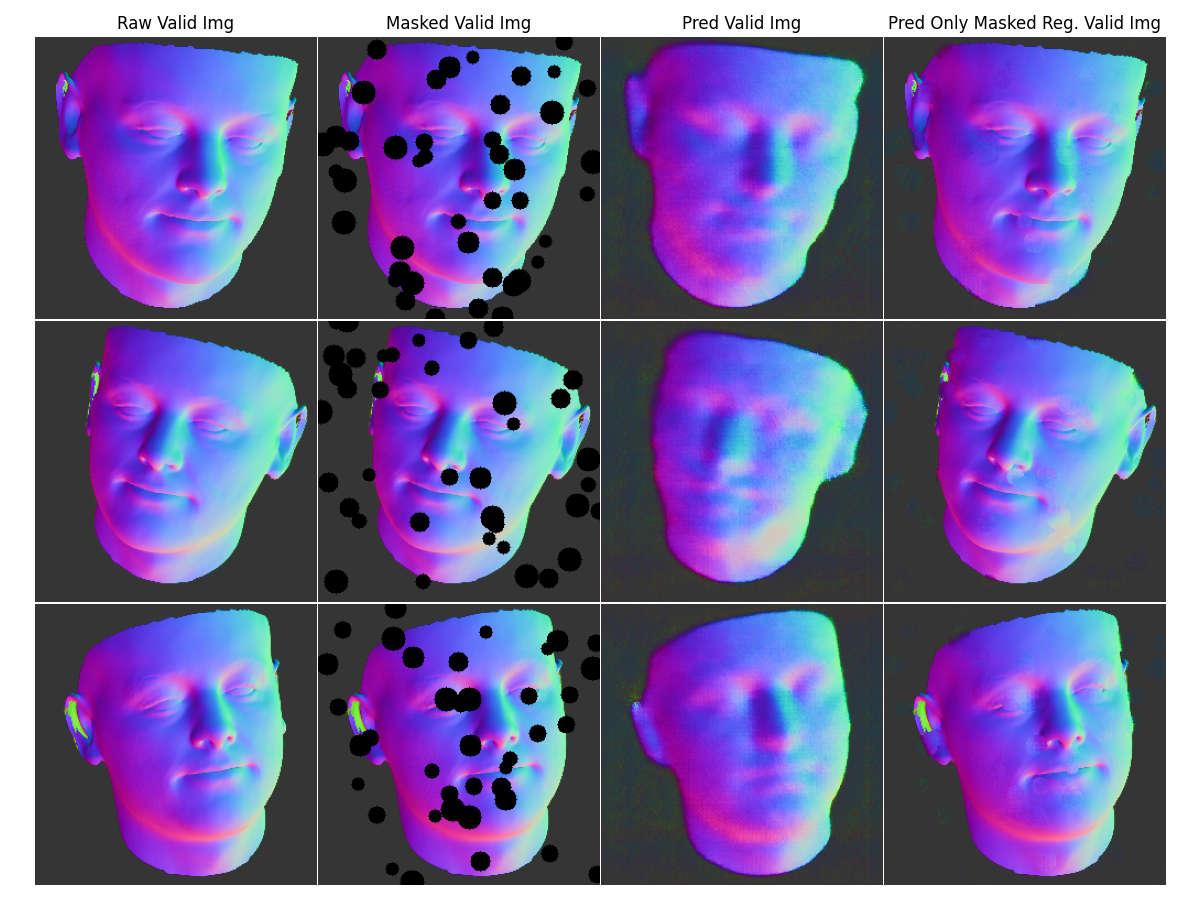 Raw Valid Img
Masked Valid Img
Pred Valid Img
Pred Only Masked Reg. Valid Img